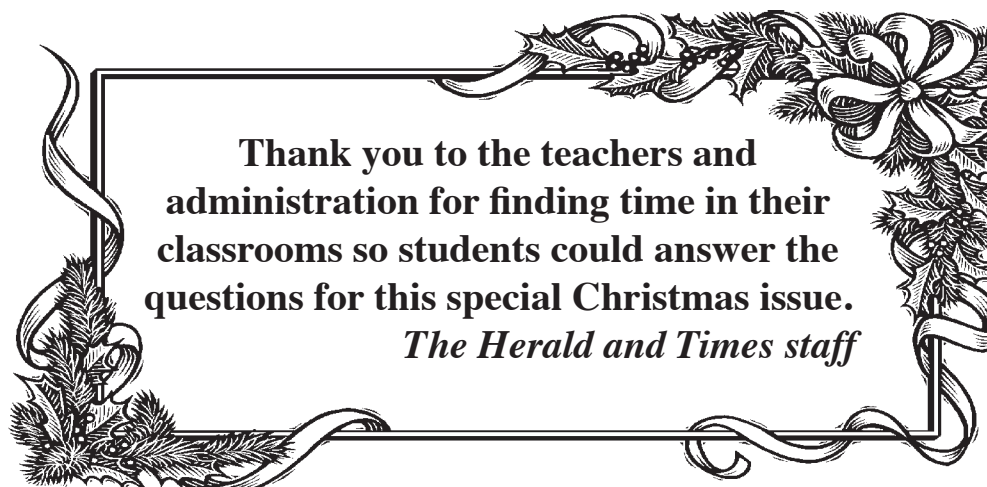 Thank you to the teachers and
administration for finding time in their
classrooms so students could answer the
questions for this special Christmas issue.
The Herald and Times staff